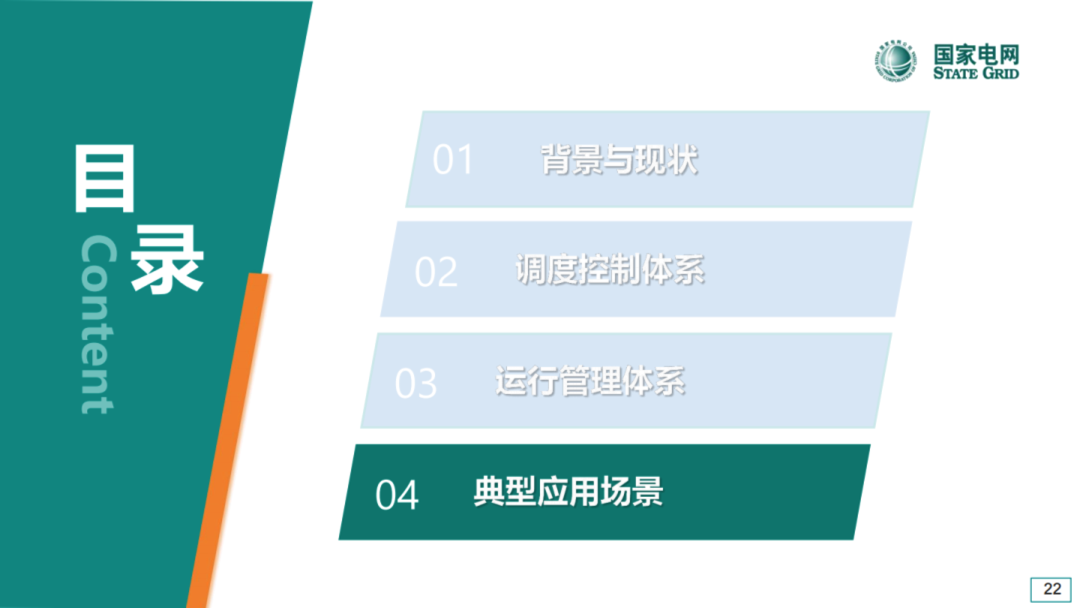 国家电网
STATE GRID
目录
Content
01 背景与现状
02 调度控制体系
03 运行管理体系
04 典型应用场景
22